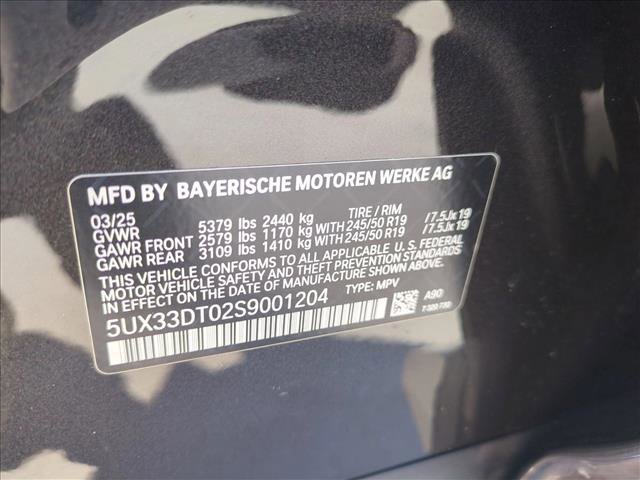 MFD BY BAYERISCHE MOTOREN WERKE AG
03/25 TIRE / RIM
GVWR 5379 lbs 2440 kg
GAWR FRONT 2579 lbs 1170 kg WITH 245/50 R19 /7.5Jx19
GAWR REAR 3109 lbs 1410 kg WITH 245/50 R19 /7.5Jx19
THIS VEHICLE CONFORMS TO ALL APPLICABLE U. S. FEDERAL
MOTOR VEHICLE SAFETY AND THEFT PREVENTION STANDARDS
IN EFFECT ON THE DATE OF MANUFACTURE SHOWN ABOVE.
5UX33DT02S9001204 TYPE: MPV
A90